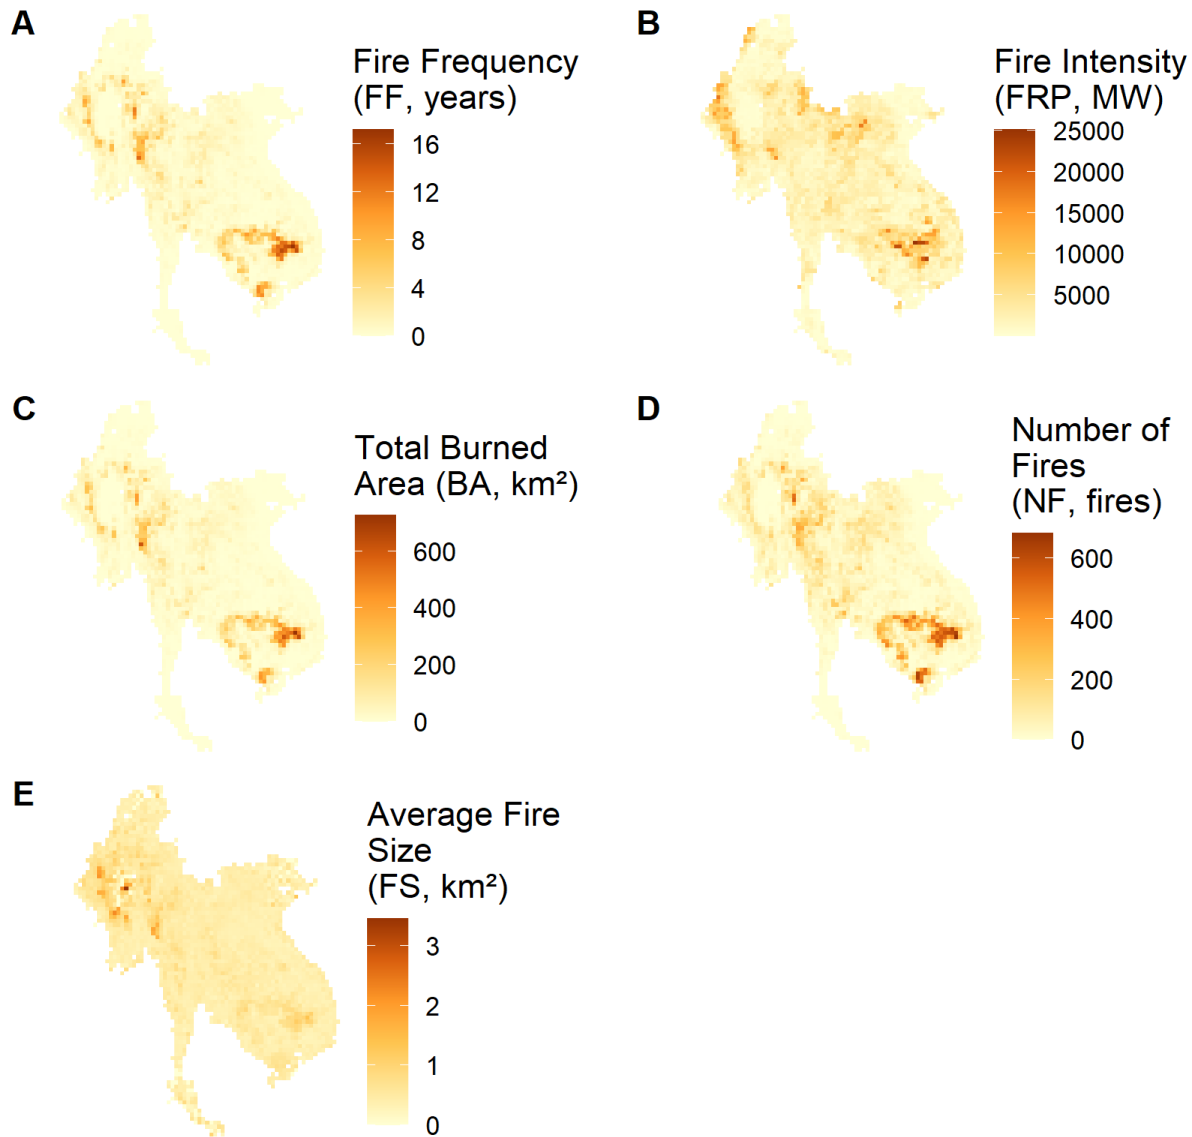 A
Fire Frequency
(FF, years)
16
12
8
4
0
B
Fire Intensity
(FRP, MW)
25000
20000
15000
10000
5000
C
Total Burned
Area (BA, km²)
600
400
200
0
D
Number of
Fires
(NF, fires)
600
400
200
0
E
Average Fire
Size
(FS, km²)
3
2
1
0